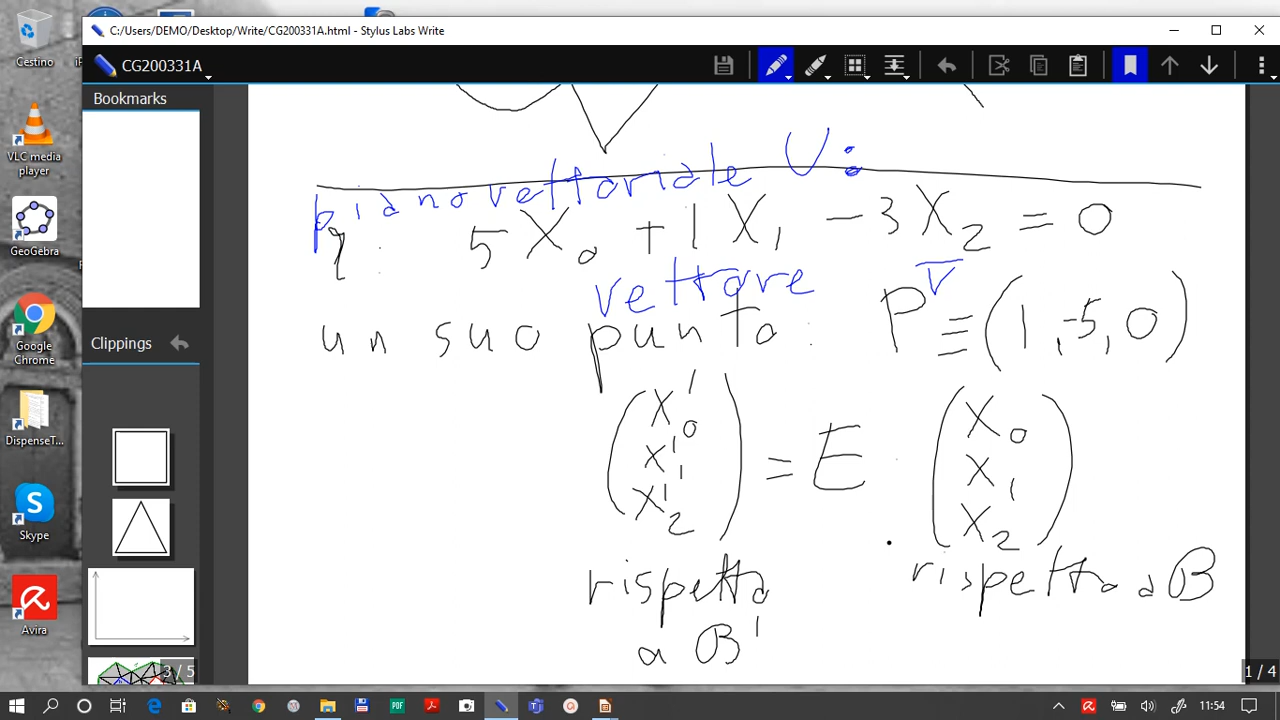 Cestino
VLC media
player
GeoGebra
Google
Chrome
DispenseT...
Skype
Avira
C:/Users/DEMO/Desktop/Write/CG200331A.html - Stylus Labs Write
CG200331A
Bookmarks
Clippings
3 / 5
piano vettoriale U:
r: 5X₀ + 1X₁ - 3X₂ = 0
vettore v
un suo punto: P ≡ (1, -5, 0)
(X'₀ X'₁ X'₂) = E · (X₀ X₁ X₂)
rispetto a B
rispetto
a B'
1 / 4
11:54